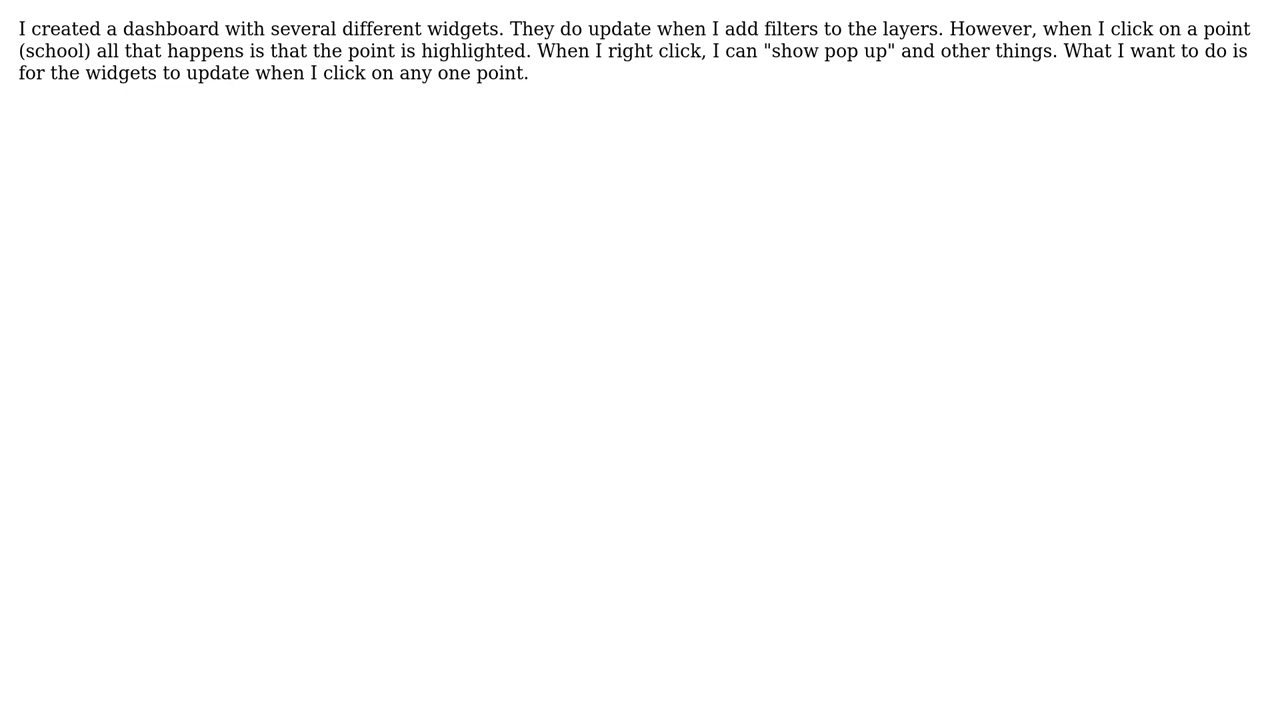 I created a dashboard with several different widgets. They do update when I add filters to the layers. However, when I click on a point
(school) all that happens is that the point is highlighted. When I right click, I can "show pop up" and other things. What I want to do is
for the widgets to update when I click on any one point.